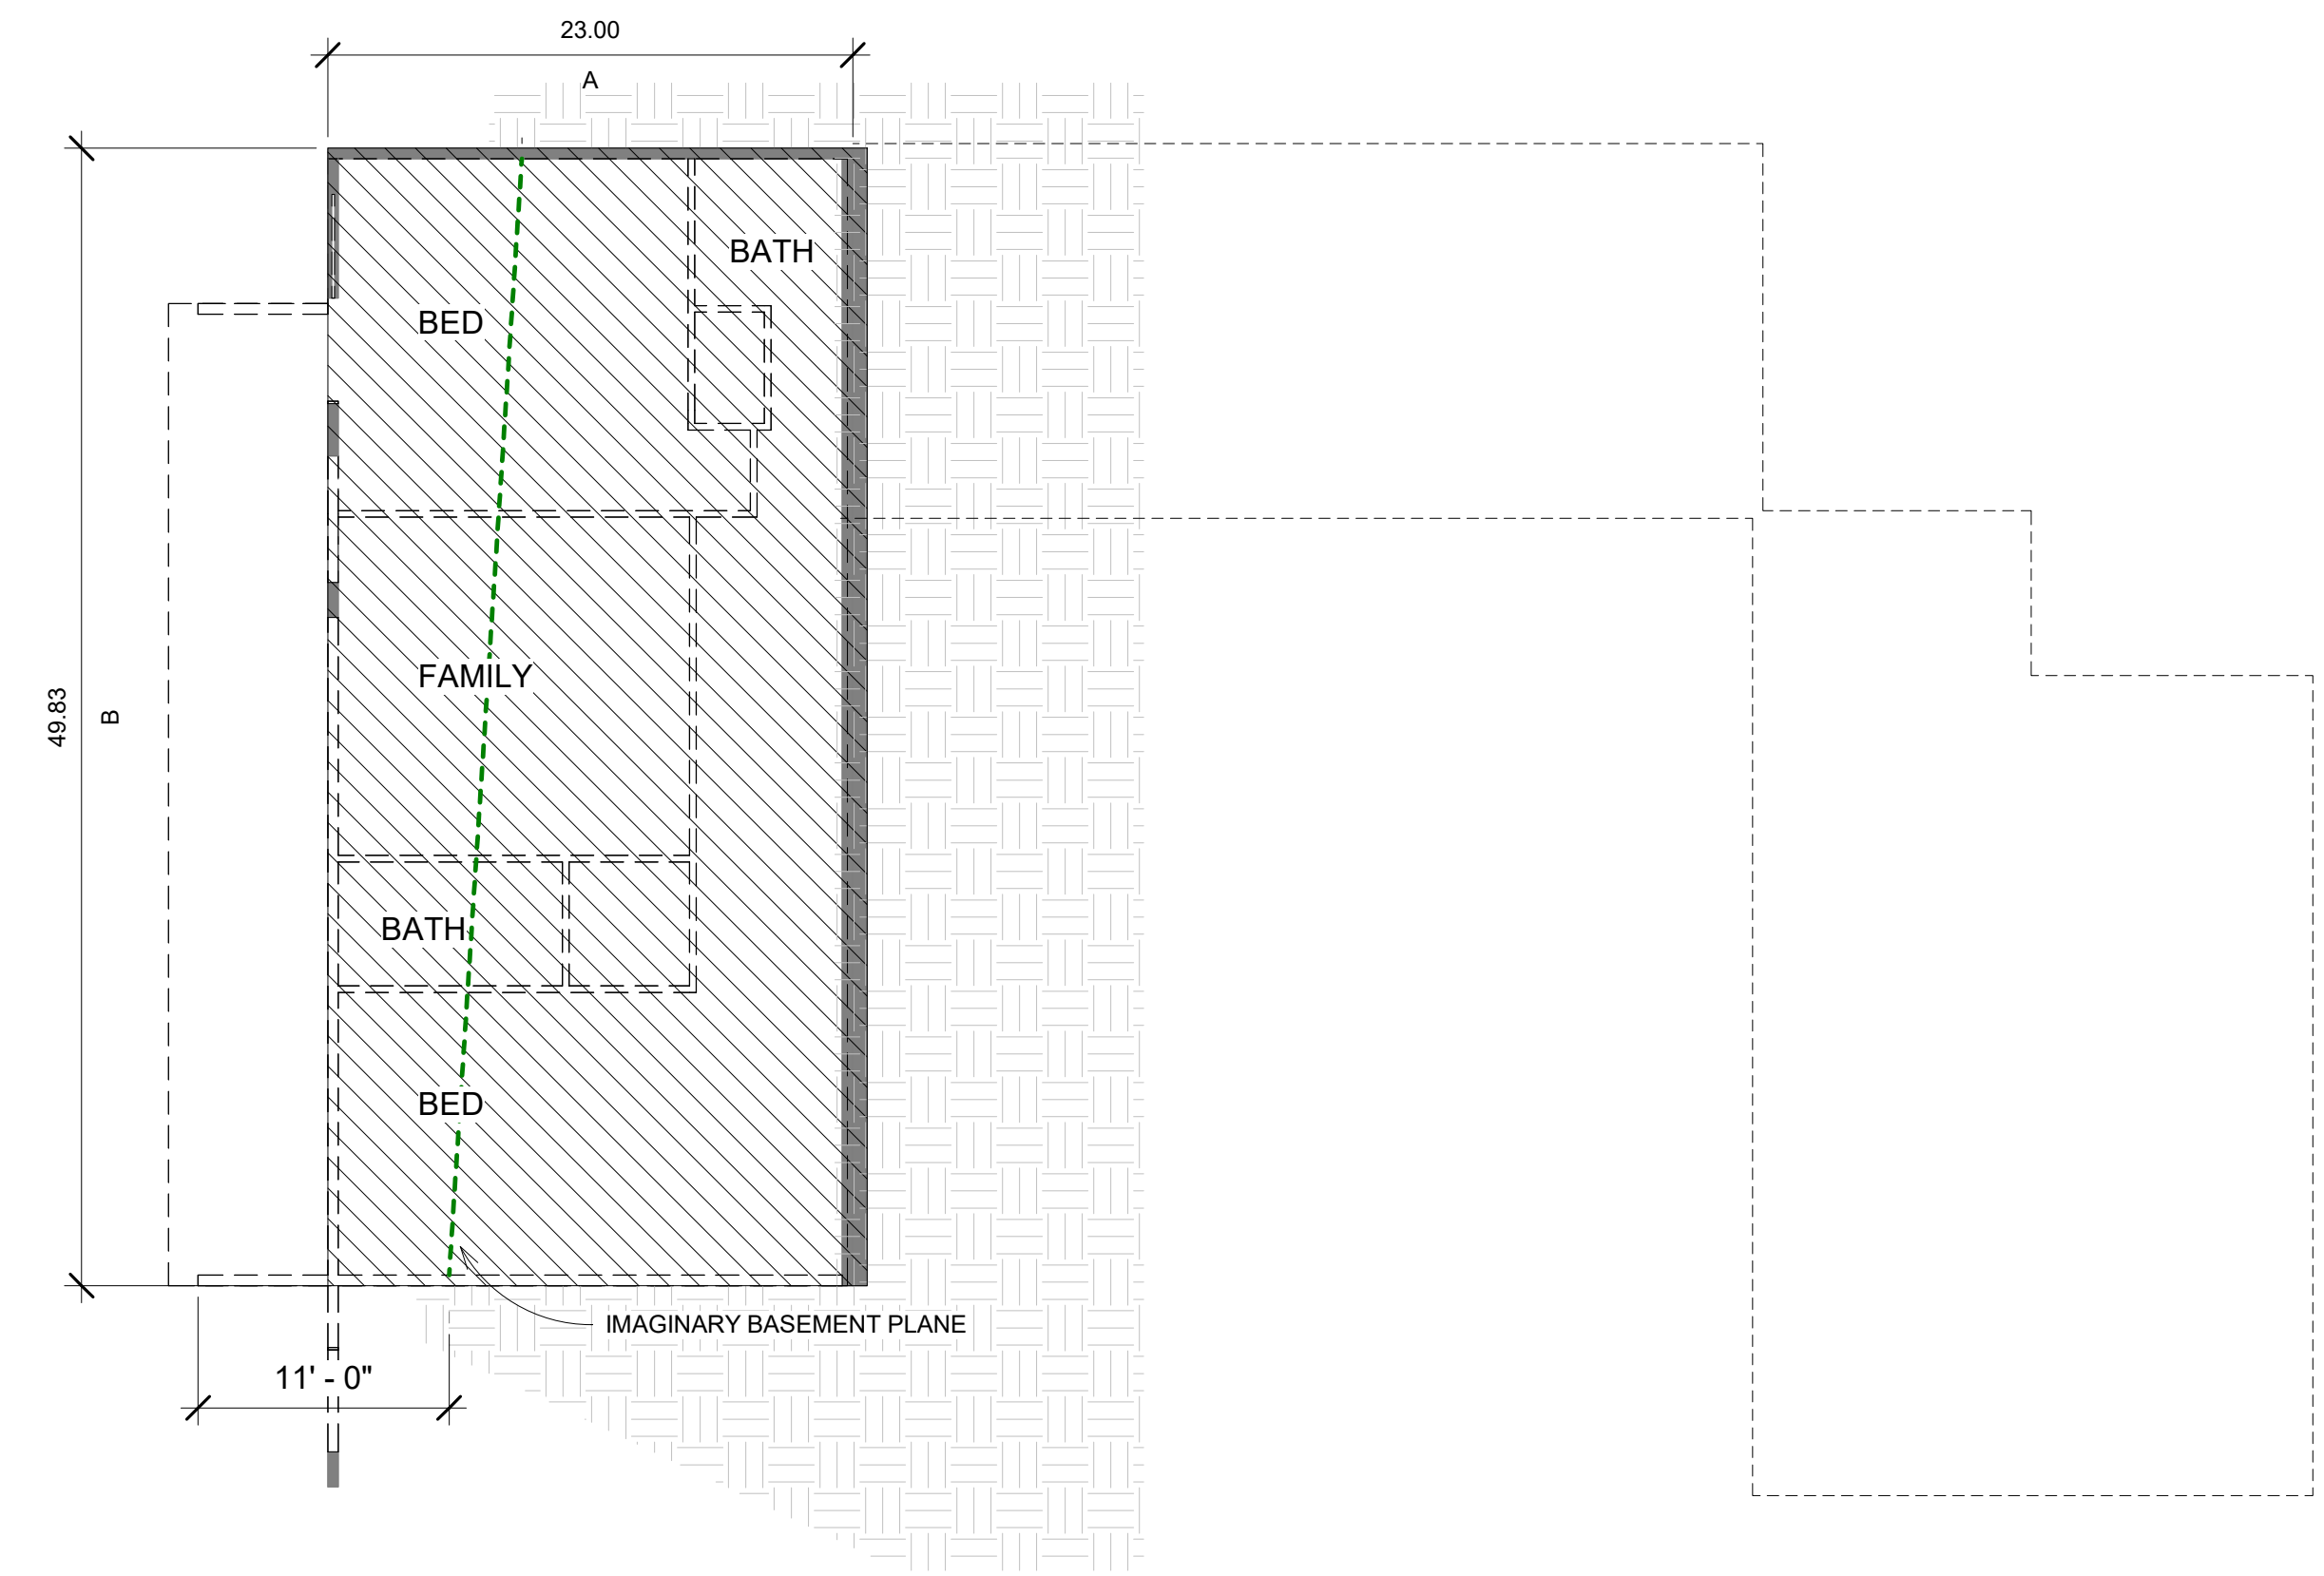 23.00
A
BATH
BED
FAMILY
49.83
B
BATH
BED
IMAGINARY BASEMENT PLANE
11' - 0"